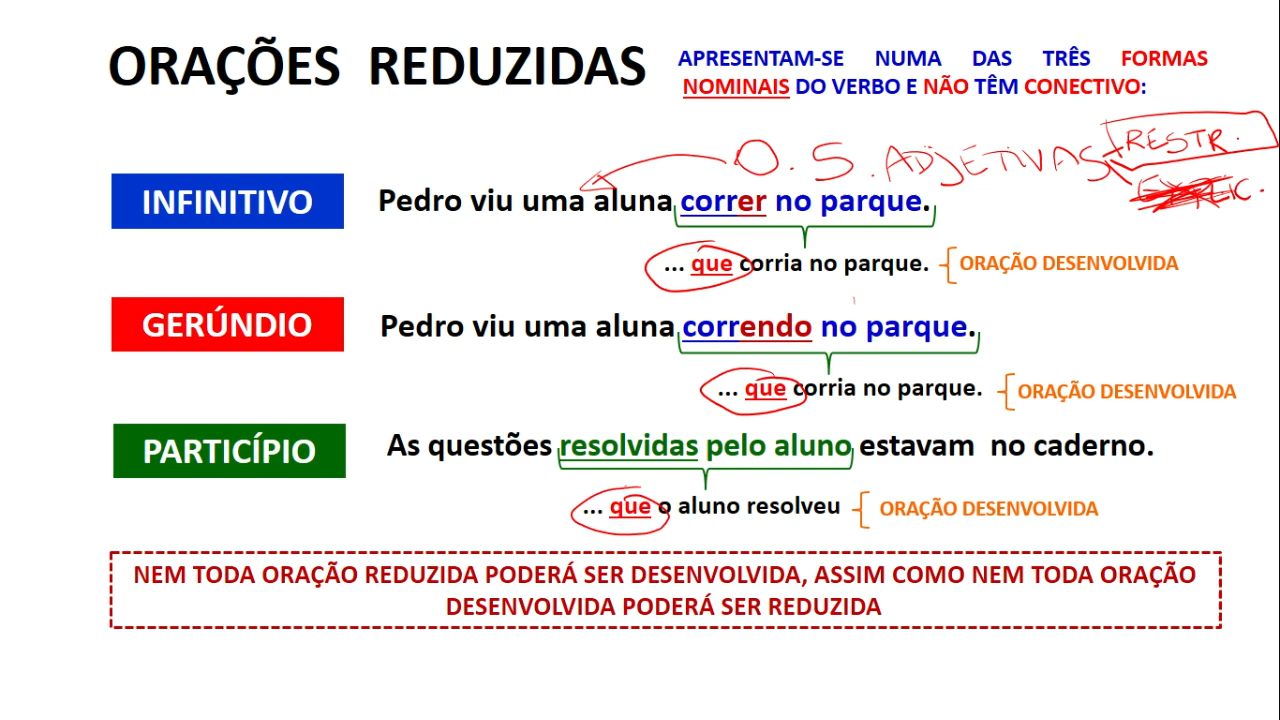 ORAÇÕES REDUZIDAS
APRESENTAM-SE NUMA DAS TRÊS FORMAS
NOMINAIS DO VERBO E NÃO TÊM CONECTIVO:
O. S. ADJETIVAS
RESTR.
EXPLIC.
INFINITIVO
Pedro viu uma aluna correr no parque.
... que corria no parque.
ORAÇÃO DESENVOLVIDA
GERÚNDIO
Pedro viu uma aluna correndo no parque.
... que corria no parque.
ORAÇÃO DESENVOLVIDA
PARTICÍPIO
As questões resolvidas pelo aluno estavam no caderno.
... que o aluno resolveu
ORAÇÃO DESENVOLVIDA
NEM TODA ORAÇÃO REDUZIDA PODERÁ SER DESENVOLVIDA, ASSIM COMO NEM TODA ORAÇÃO
DESENVOLVIDA PODERÁ SER REDUZIDA